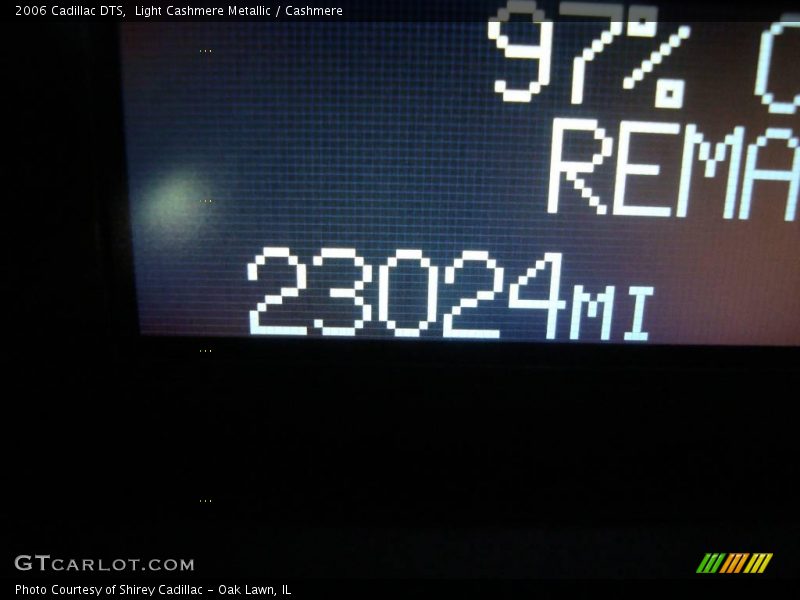 2006 Cadillac DTS,  Light Cashmere Metallic / Cashmere
97%
REMA
23024MI
GTCARLOT.COM
Photo Courtesy of Shirey Cadillac - Oak Lawn, IL